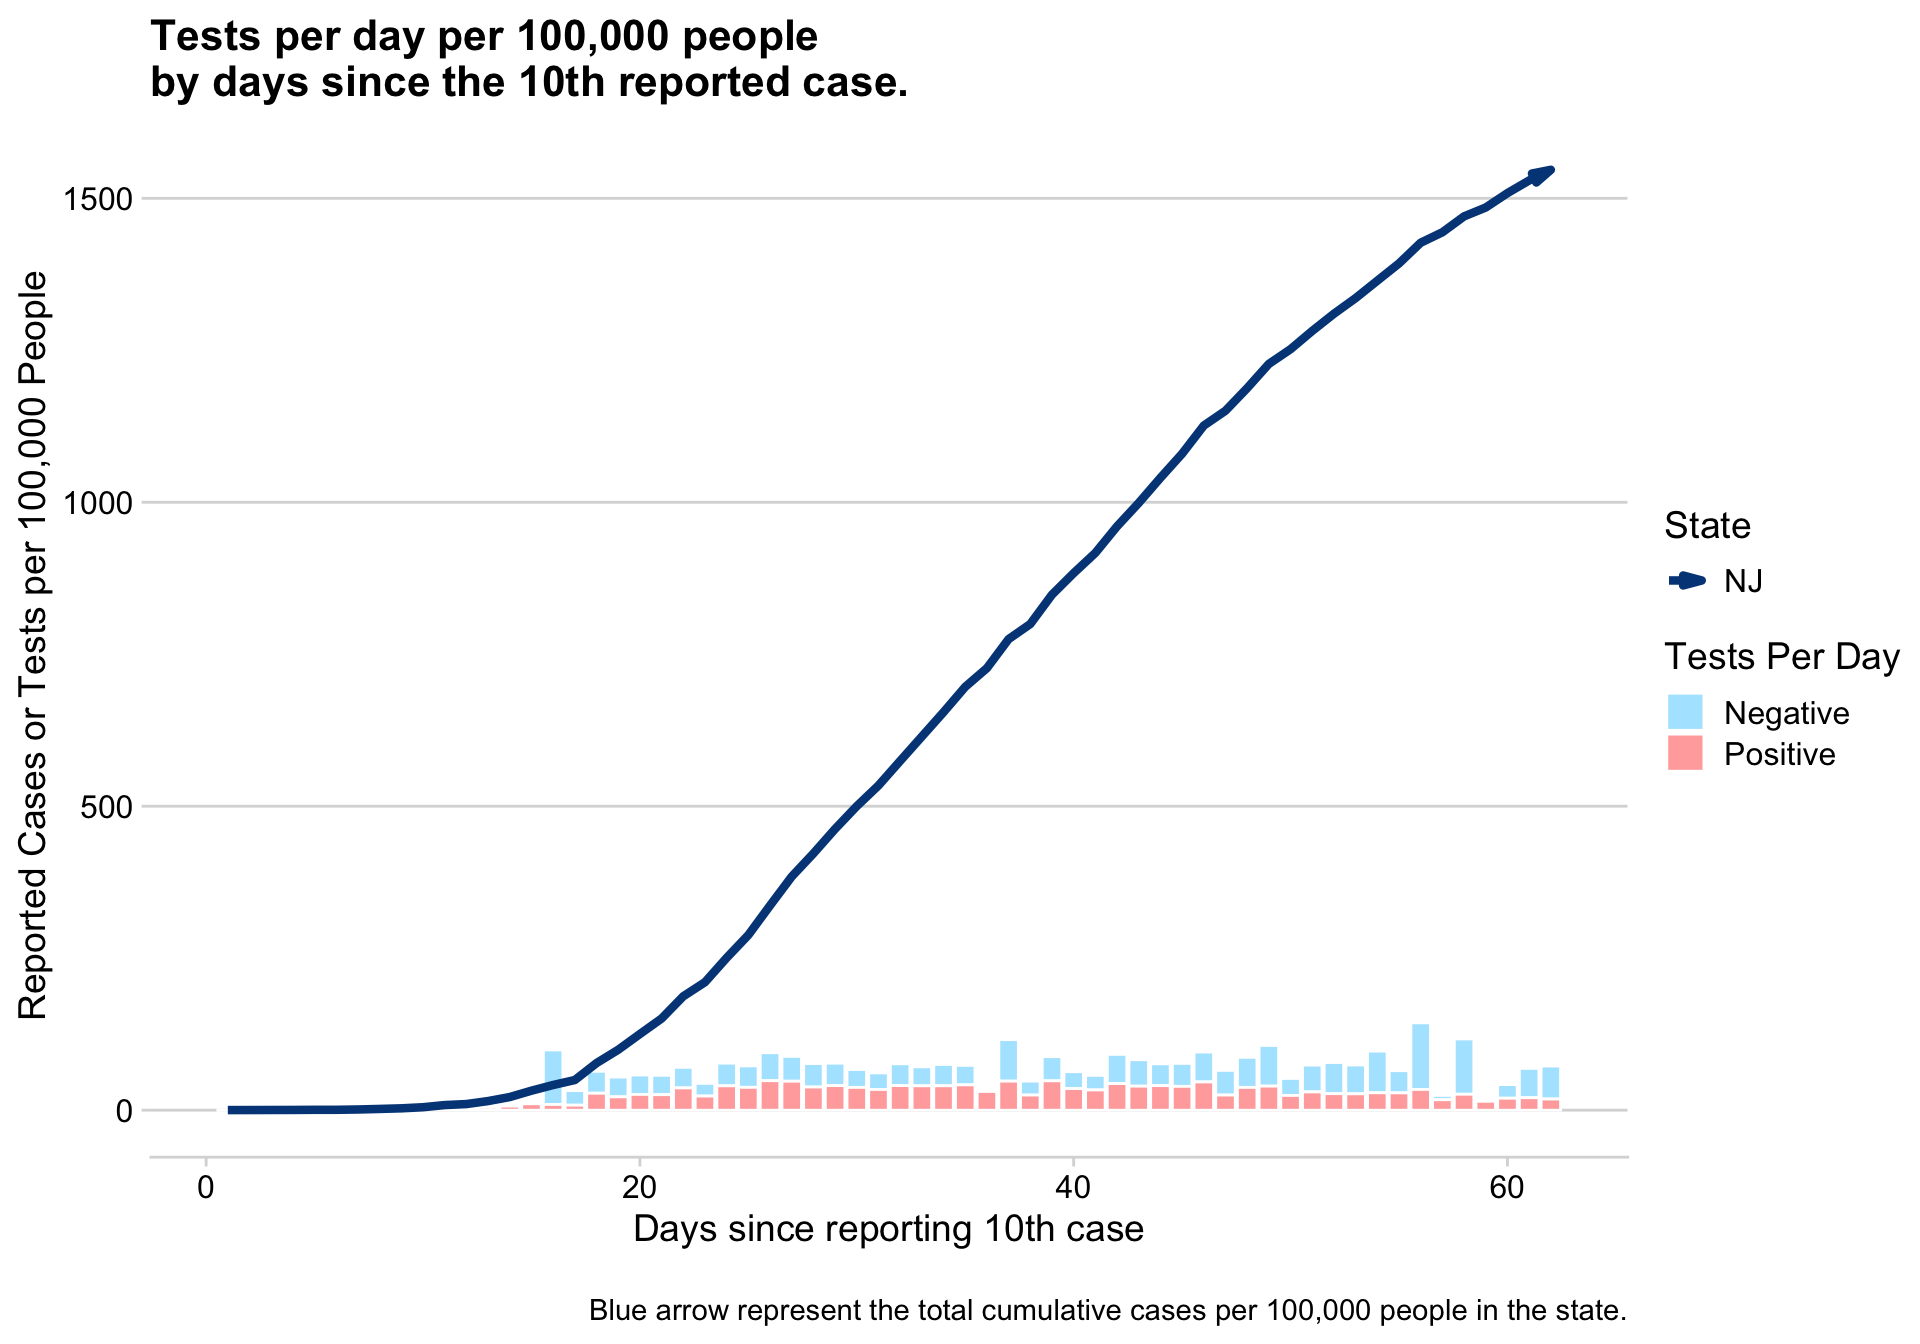 Tests per day per 100,000 people
by days since the 10th reported case.
Reported Cases or Tests per 100,000 People
1500
1000
500
0
0
20
40
60
Days since reporting 10th case
State
NJ
Tests Per Day
Negative
Positive
Blue arrow represent the total cumulative cases per 100,000 people in the state.